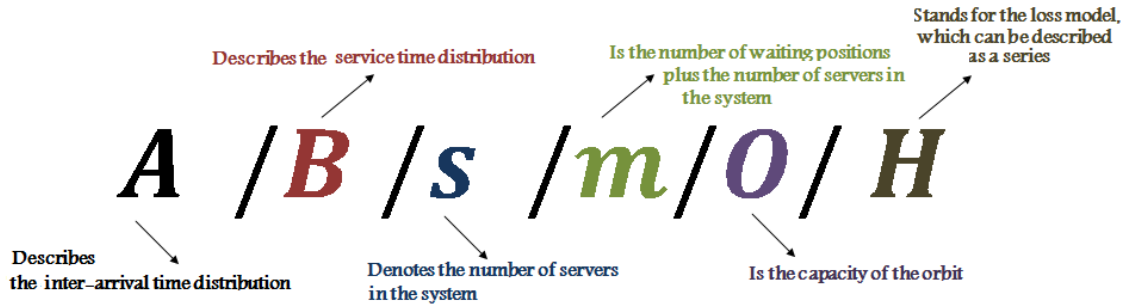 Stands for the loss model,
which can be described
as a series
Describes the service time distribution
Is the number of waiting positions
plus the number of servers in
the system
A / B / s / m / O / H
Describes
the inter-arrival time distribution
Denotes the number of servers
in the system
Is the capacity of the orbit